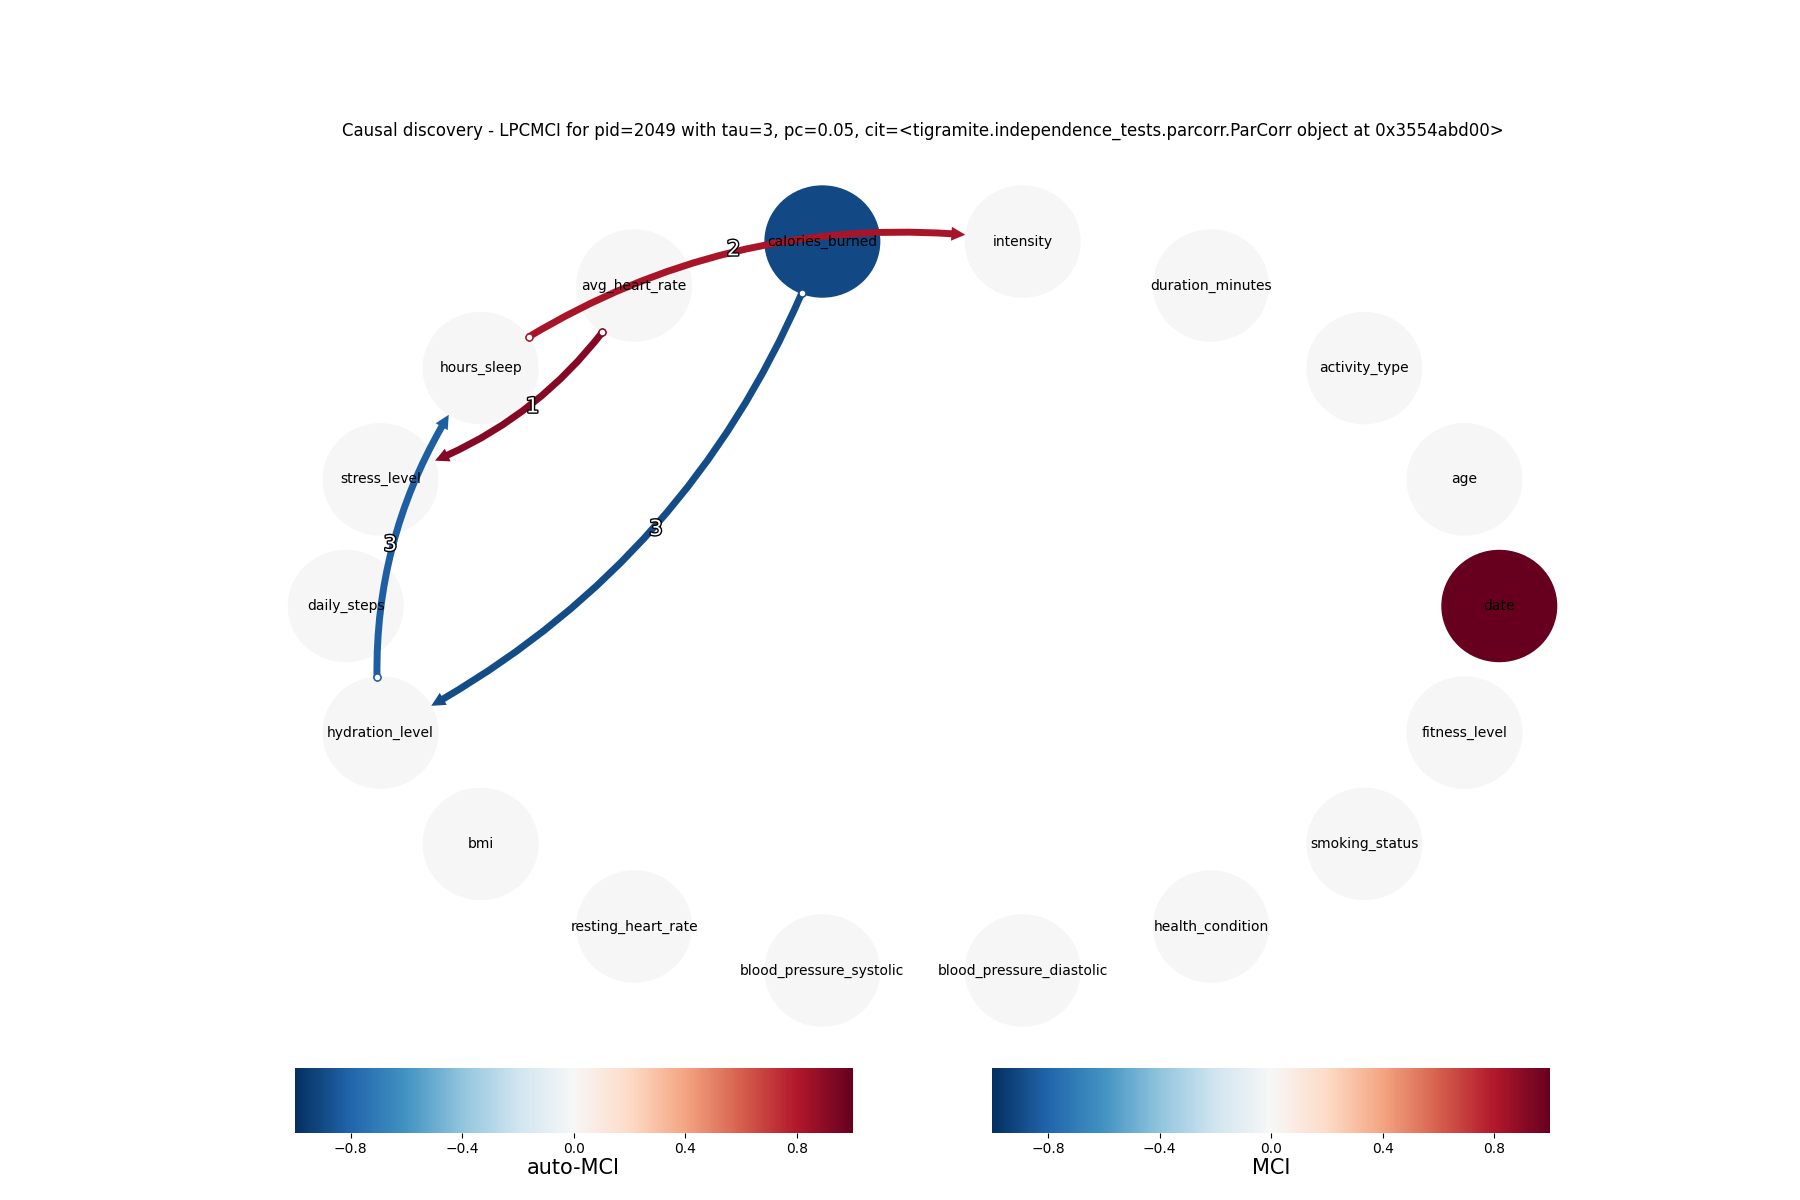 Causal discovery - LPCMCI for pid=2049 with tau=3, pc=0.05, cit=<tigramite.independence_tests.parcorr.ParCorr object at 0x3554abd00>
calories_burned
intensity
2
avg_heart_rate
duration_minutes
hours_sleep
activity_type
1
stress_level
age
3
3
daily_steps
date
hydration_level
fitness_level
bmi
smoking_status
resting_heart_rate
health_condition
blood_pressure_systolic
blood_pressure_diastolic
−0.8 −0.4 0.0 0.4 0.8
auto-MCI
−0.8 −0.4 0.0 0.4 0.8
MCI